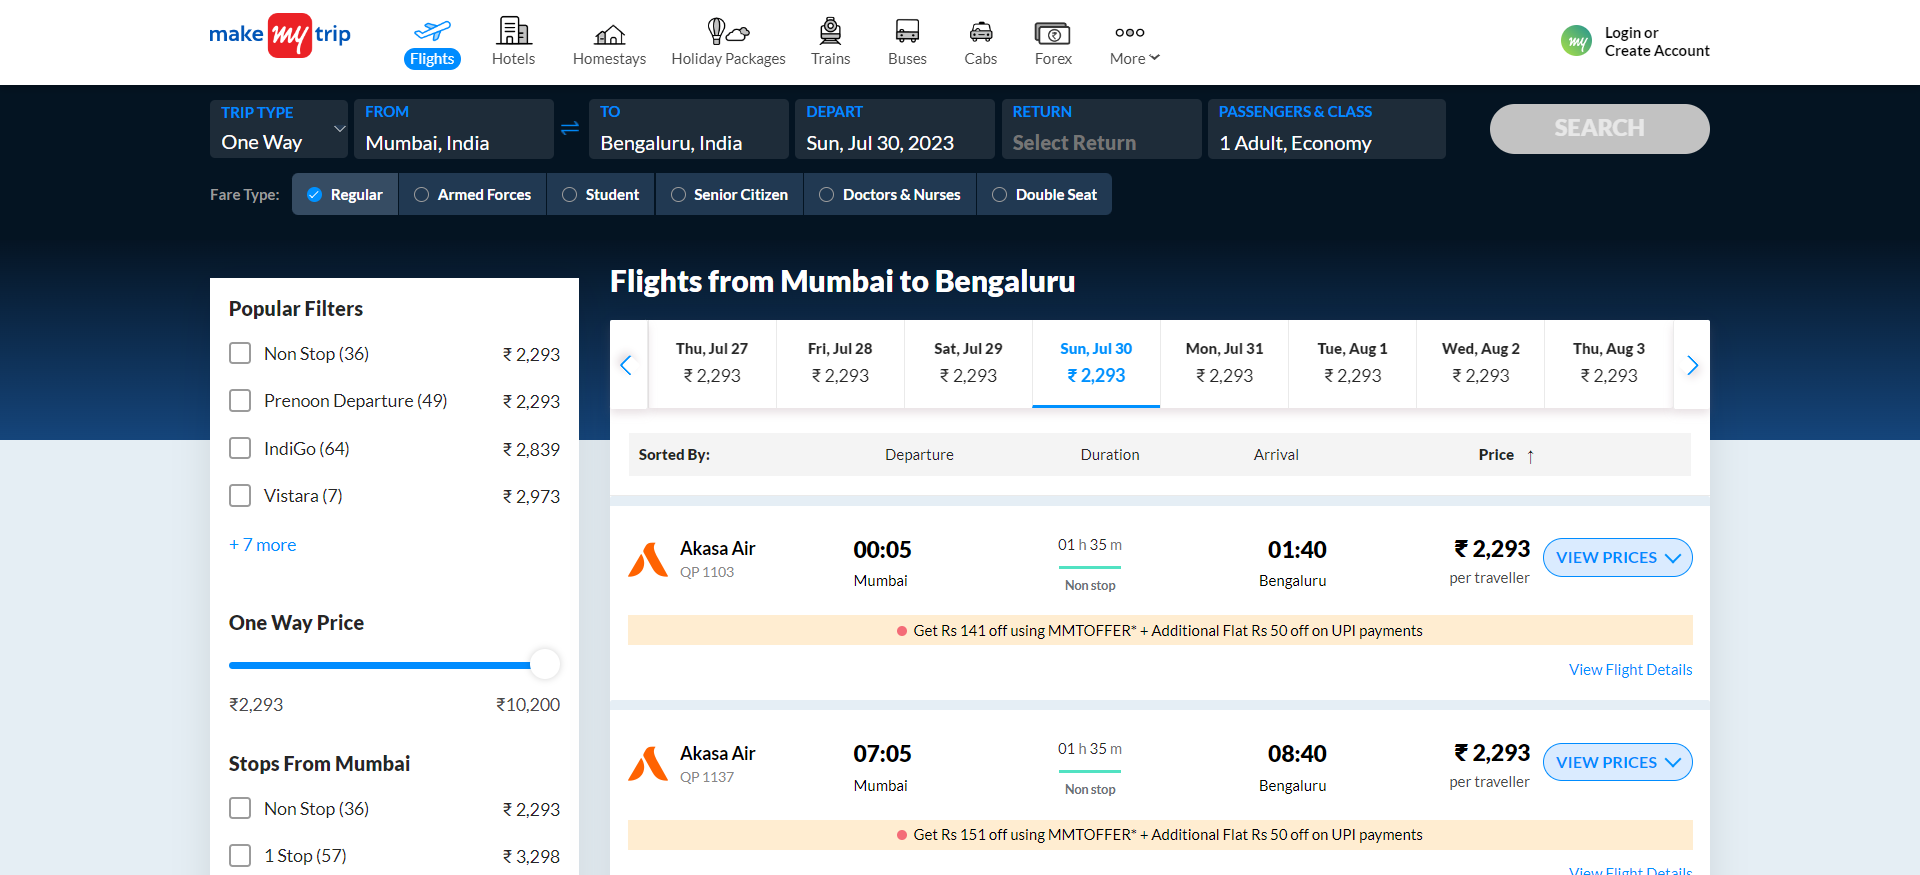 make my trip
Flights
Hotels
Homestays
Holiday Packages
Trains
Buses
Cabs
Forex
More
my
Login or
Create Account
TRIP TYPE
One Way
FROM
Mumbai, India
TO
Bengaluru, India
DEPART
Sun, Jul 30, 2023
RETURN
Select Return
PASSENGERS & CLASS
1 Adult, Economy
SEARCH
Fare Type:
Regular
Armed Forces
Student
Senior Citizen
Doctors & Nurses
Double Seat
Popular Filters
Non Stop (36) ₹ 2,293
Prenoon Departure (49) ₹ 2,293
IndiGo (64) ₹ 2,839
Vistara (7) ₹ 2,973
+ 7 more
One Way Price
₹2,293 ₹10,200
Stops From Mumbai
Non Stop (36) ₹ 2,293
1 Stop (57) ₹ 3,298
Flights from Mumbai to Bengaluru
Thu, Jul 27
₹ 2,293
Fri, Jul 28
₹ 2,293
Sat, Jul 29
₹ 2,293
Sun, Jul 30
₹ 2,293
Mon, Jul 31
₹ 2,293
Tue, Aug 1
₹ 2,293
Wed, Aug 2
₹ 2,293
Thu, Aug 3
₹ 2,293
Sorted By: Departure Duration Arrival Price ↑
Akasa Air
QP 1103
00:05
Mumbai
01 h 35 m
Non stop
01:40
Bengaluru
₹ 2,293
per traveller
VIEW PRICES
Get Rs 141 off using MMTOFFER* + Additional Flat Rs 50 off on UPI payments
View Flight Details
Akasa Air
QP 1137
07:05
Mumbai
01 h 35 m
Non stop
08:40
Bengaluru
₹ 2,293
per traveller
VIEW PRICES
Get Rs 151 off using MMTOFFER* + Additional Flat Rs 50 off on UPI payments
View Flight Details